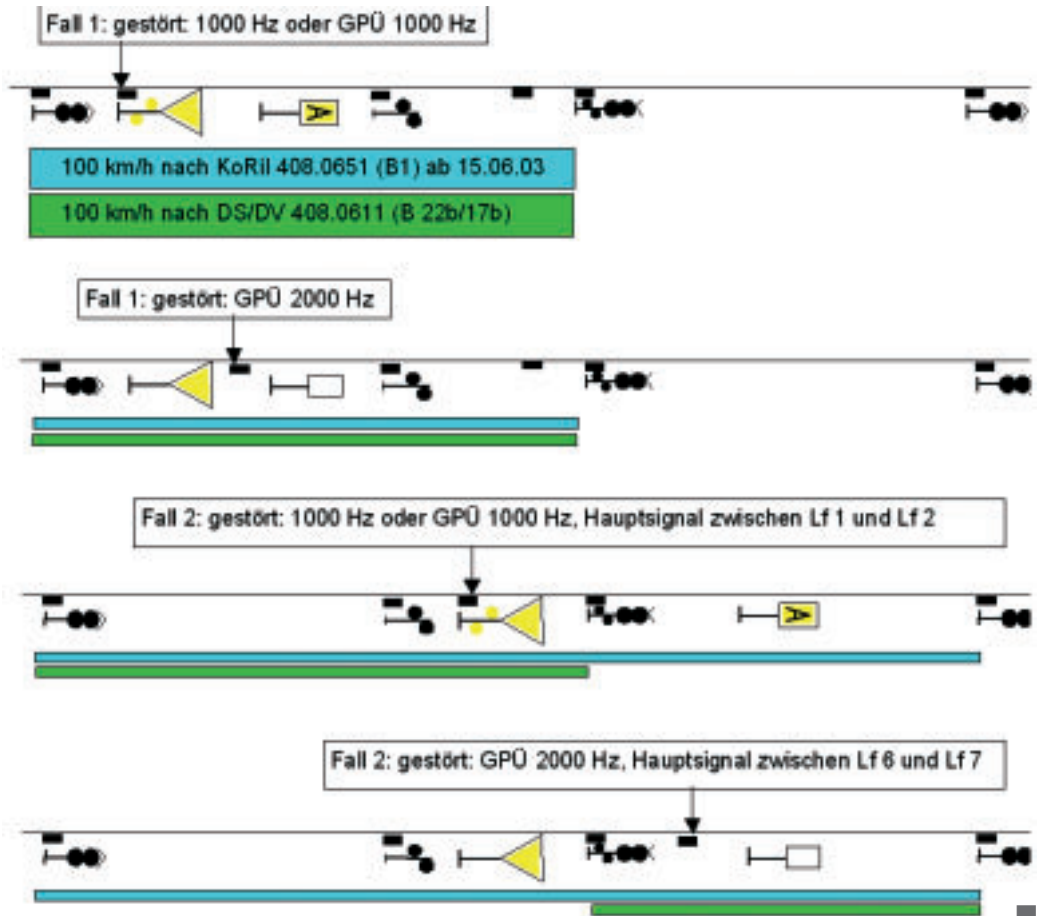 Fall 1: gestört: 1000 Hz oder GPÜ 1000 Hz
A
100 km/h nach KoRil 408.0651 (B1) ab 15.06.03
100 km/h nach DS/DV 408.0611 (B 22b/17b)
Fall 1: gestört: GPÜ 2000 Hz
Fall 2: gestört: 1000 Hz oder GPÜ 1000 Hz, Hauptsignal zwischen Lf 1 und Lf 2
A
Fall 2: gestört: GPÜ 2000 Hz, Hauptsignal zwischen Lf 6 und Lf 7